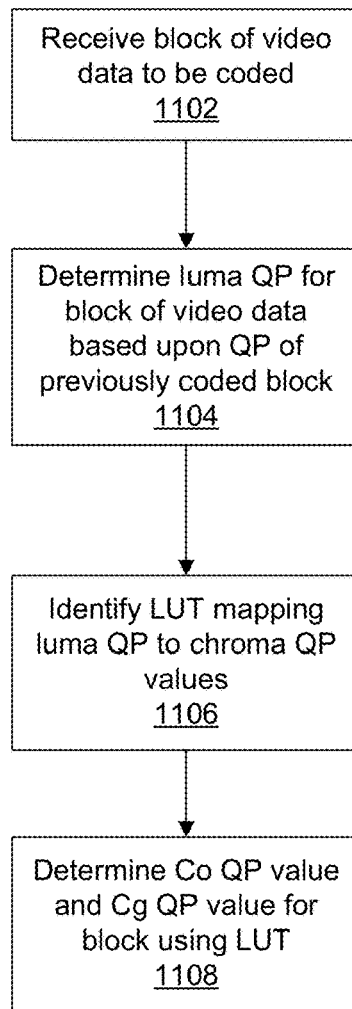 Receive block of video
data to be coded
1102
Determine luma QP for
block of video data
based upon QP of
previously coded block
1104
Identify LUT mapping
luma QP to chroma QP
values
1106
Determine Co QP value
and Cg QP value for
block using LUT
1108